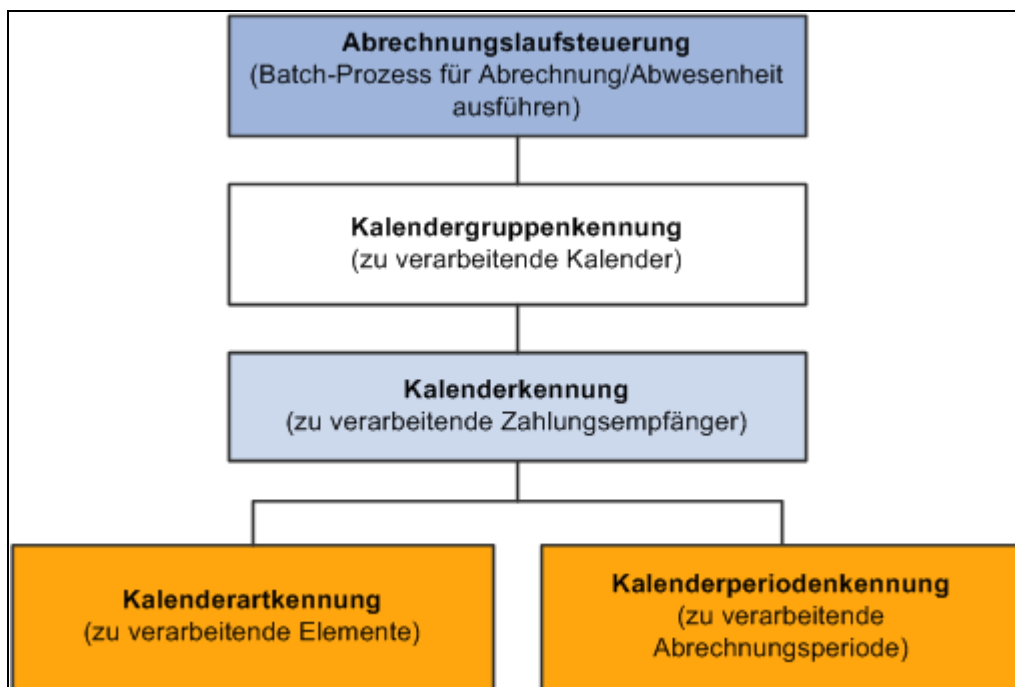 Abrechnungslaufsteuerung
(Batch-Prozess für Abrechnung/Abwesenheit
ausführen)
Kalendergruppenkennung
(zu verarbeitende Kalender)
Kalenderkennung
(zu verarbeitende Zahlungsempfänger)
Kalenderartkennung
(zu verarbeitende Elemente)
Kalenderperiodenkennung
(zu verarbeitende
Abrechnungsperiode)